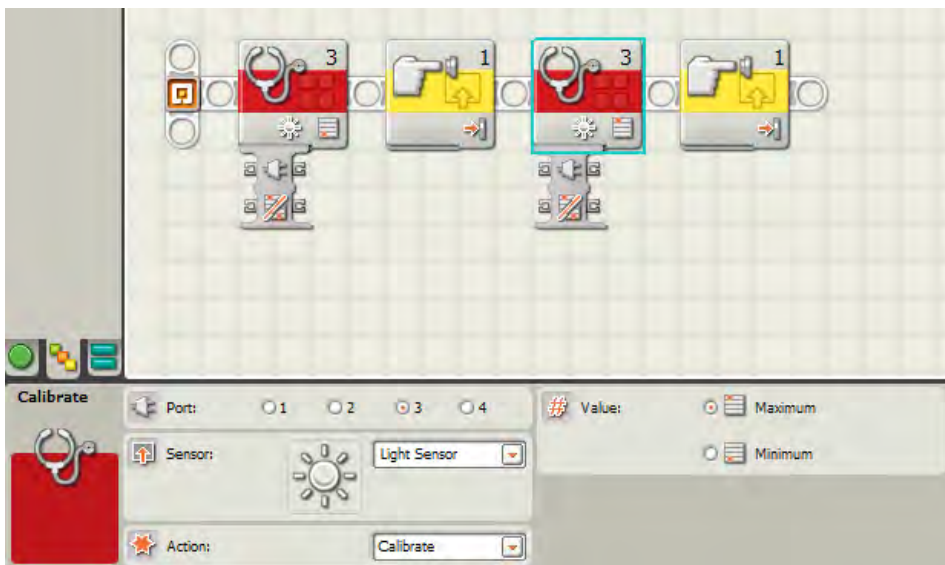 3 1 3 1
Calibrate
Port: 1 2 3 4
Sensor: Light Sensor
Action: Calibrate
# Value: Maximum
Minimum